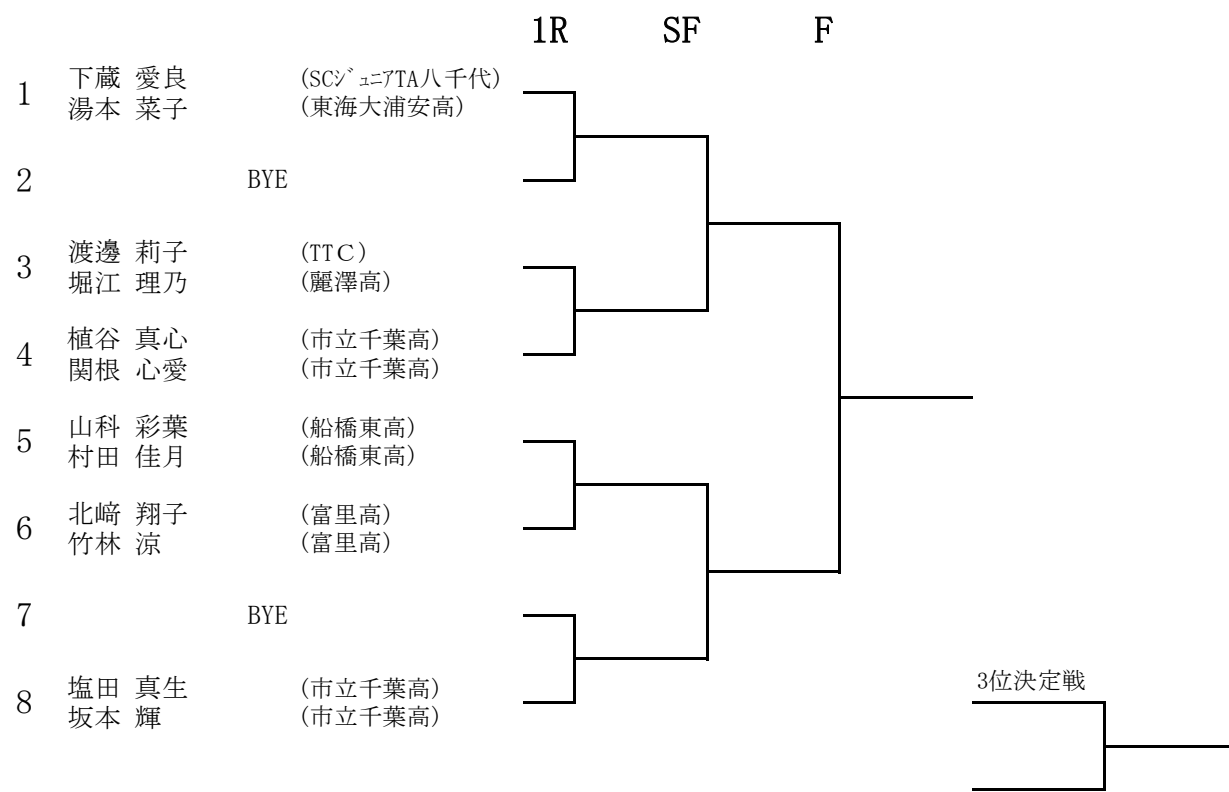 1R SF F
1 下蔵 愛良 (SCｼﾞｭﾆｱTA八千代)
湯本 菜子 (東海大浦安高)
2 BYE
3 渡邊 莉子 (TTＣ)
堀江 理乃 (麗澤高)
4 植谷 真心 (市立千葉高)
関根 心愛 (市立千葉高)
5 山科 彩葉 (船橋東高)
村田 佳月 (船橋東高)
6 北﨑 翔子 (富里高)
竹林 涼 (富里高)
7 BYE
8 塩田 真生 (市立千葉高)
坂本 輝 (市立千葉高)
3位決定戦